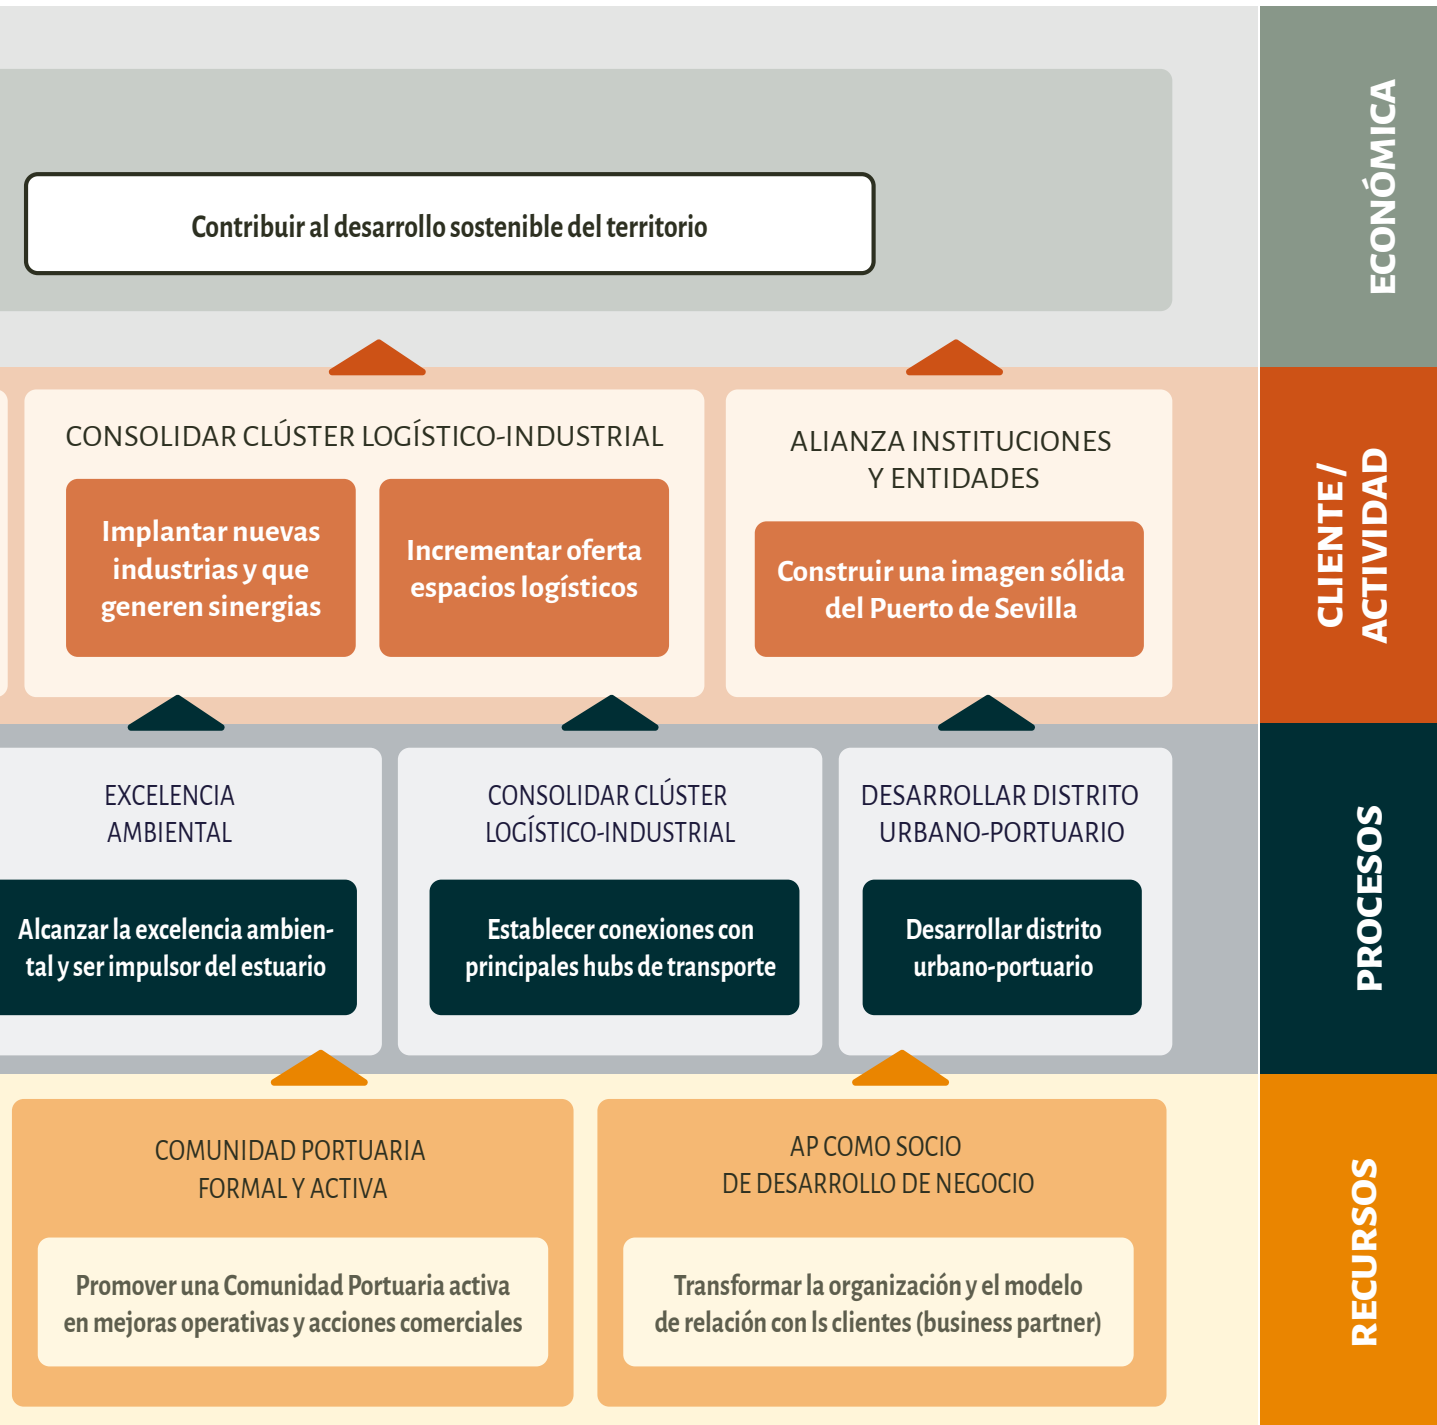 Contribuir al desarrollo sostenible del territorio
ECONÓMICA
CONSOLIDAR CLÚSTER LOGÍSTICO-INDUSTRIAL
Implantar nuevas
industrias y que
generen sinergias
Incrementar oferta
espacios logísticos
ALIANZA INSTITUCIONES
Y ENTIDADES
Construir una imagen sólida
del Puerto de Sevilla
CLIENTE /
ACTIVIDAD
EXCELENCIA
AMBIENTAL
Alcanzar la excelencia ambien-
tal y ser impulsor del estuario
CONSOLIDAR CLÚSTER
LOGÍSTICO-INDUSTRIAL
Establecer conexiones con
principales hubs de transporte
DESARROLLAR DISTRITO
URBANO-PORTUARIO
Desarrollar distrito
urbano-portuario
PROCESOS
COMUNIDAD PORTUARIA
FORMAL Y ACTIVA
Promover una Comunidad Portuaria activa
en mejoras operativas y acciones comerciales
AP COMO SOCIO
DE DESARROLLO DE NEGOCIO
Transformar la organización y el modelo
de relación con ls clientes (business partner)
RECURSOS